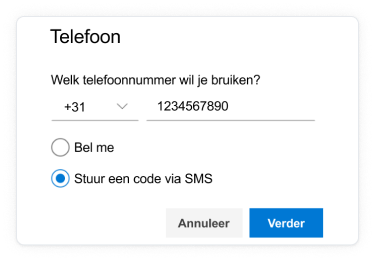 Telefoon
Welk telefoonnummer wil je bruiken?
+31 1234567890
Bel me
Stuur een code via SMS
Annuleer Verder